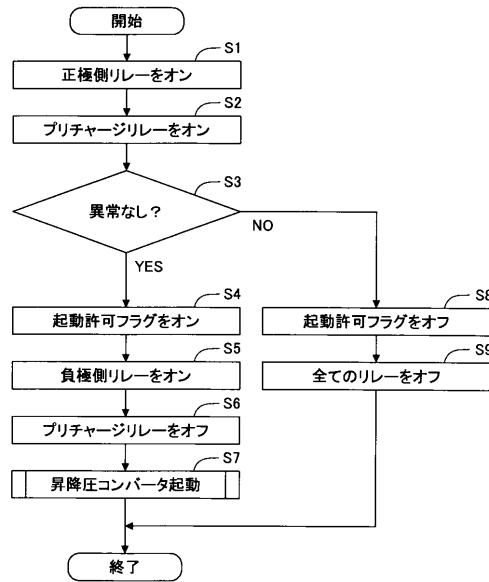 開始
S1
正極側リレーをオン
S2
プリチャージリレーをオン
S3
異常なし?
NO
YES
S4
起動許可フラグをオン
S8
起動許可フラグをオフ
S5
負極側リレーをオン
S9
全てのリレーをオフ
S6
プリチャージリレーをオフ
S7
昇降圧コンバータ起動
終了